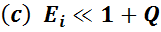 (c) Eᵢ ≪ 1 + Q